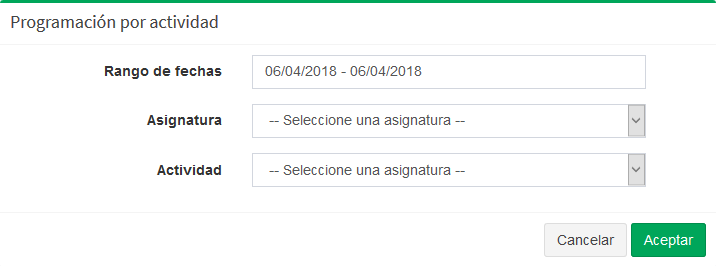 Programación por actividad
Rango de fechas 06/04/2018 - 06/04/2018
Asignatura -- Seleccione una asignatura --
Actividad -- Seleccione una asignatura --
Cancelar Aceptar